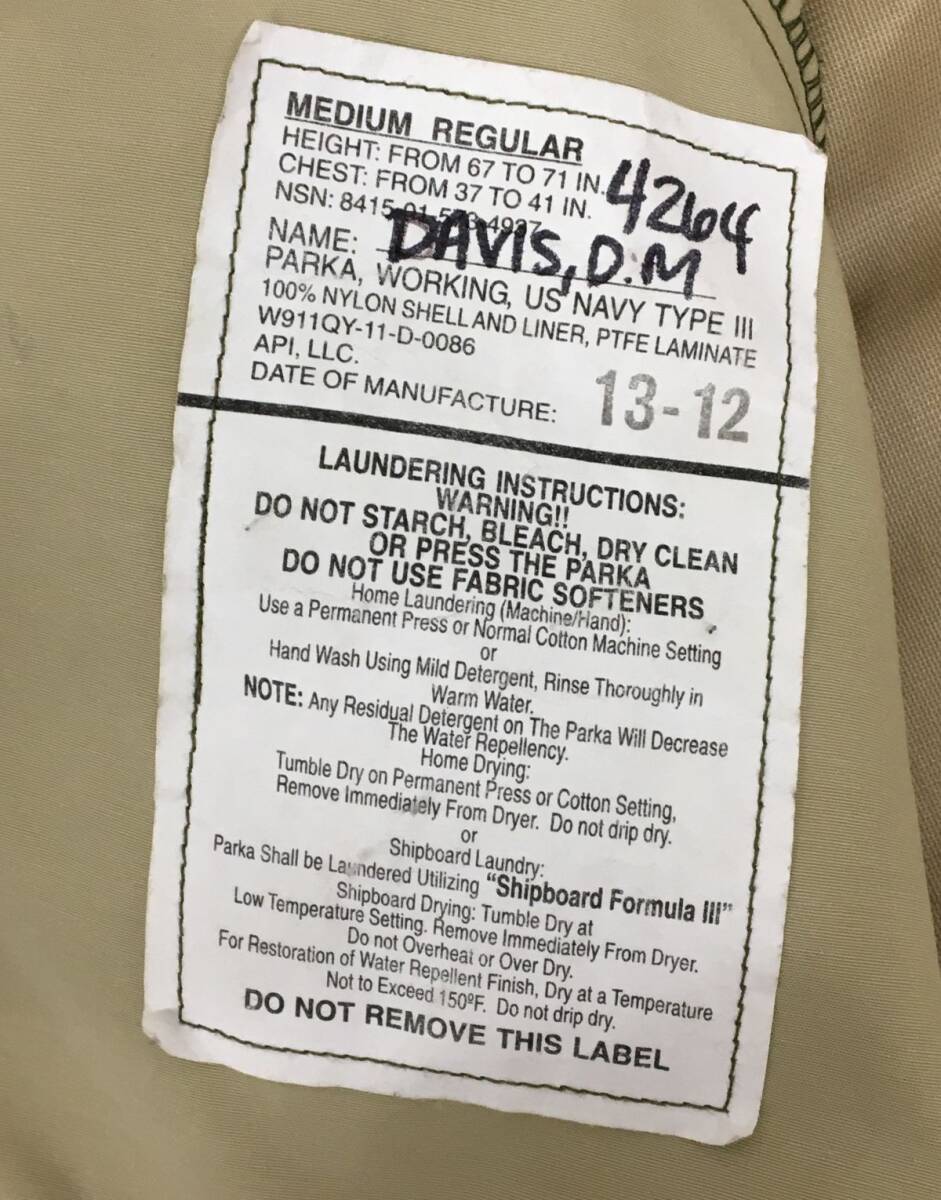 MEDIUM REGULAR
HEIGHT: FROM 67 TO 71 IN.
4264
CHEST: FROM 37 TO 41 IN.
NSN: 8415-01-
NAME: DAVIS, D.M
PARKA, WORKING, US NAVY TYPE III
100% NYLON SHELL AND LINER, PTFE LAMINATE
W911QY-11-D-0086
API, LLC.
DATE OF MANUFACTURE: 13-12
LAUNDERING INSTRUCTIONS:
WARNING!!
DO NOT STARCH, BLEACH, DRY CLEAN
OR PRESS THE PARKA
DO NOT USE FABRIC SOFTENERS
Home Laundering (Machine/Hand):
Use a Permanent Press or Normal Cotton Machine Setting
or
Hand Wash Using Mild Detergent, Rinse Thoroughly in
Warm Water.
NOTE: Any Residual Detergent on The Parka Will Decrease
The Water Repellency.
Home Drying:
Tumble Dry on Permanent Press or Cotton Setting,
Remove Immediately From Dryer. Do not drip dry.
or
Shipboard Laundry:
Parka Shall be Laundered Utilizing "Shipboard Formula III"
Shipboard Drying: Tumble Dry at
Low Temperature Setting. Remove Immediately From Dryer.
Do not Overheat or Over Dry.
For Restoration of Water Repellent Finish, Dry at a Temperature
Not to Exceed 150ºF. Do not drip dry.
DO NOT REMOVE THIS LABEL